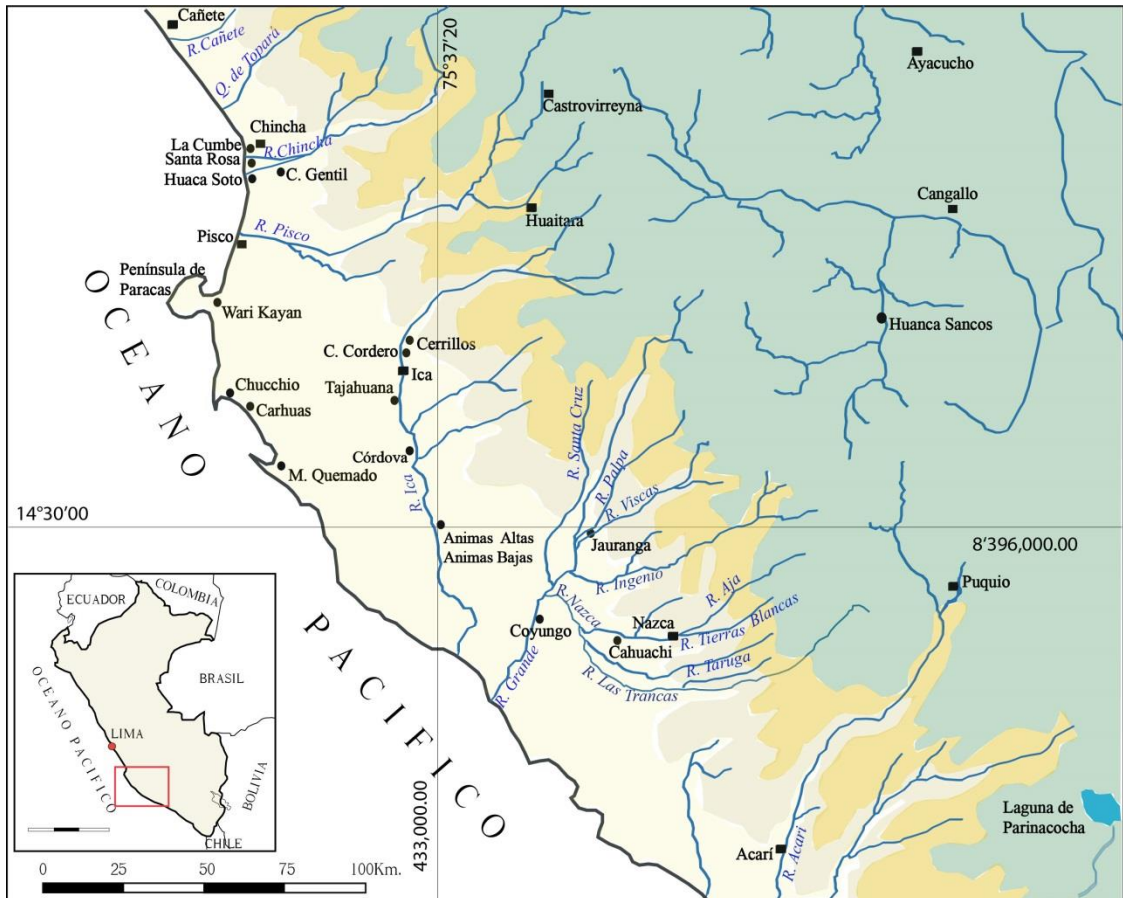 Cañete
R.Cañete
Q. de Topará
75°37'20
Ayacucho
Castrovirreyna
Chincha
La Cumbe
R.Chincha
Santa Rosa
C. Gentil
Huaca Soto
Cangallo
Huaitara
R. Pisco
Pisco
Península de
Paracas
Wari Kayan
Huanca Sancos
Cerrillos
C. Cordero
Ica
Tajahuana
Chucchio
Carhuas
R. Santa Cruz
Córdova
R. Palpa
M. Quemado
R. Ica
R. Viscas
14°30'00
Animas Altas
Animas Bajas
Jauranga
8'396,000.00
R. Ingenio
R. Aja
Puquio
R.Nazca
Coyungo
Nazca
R. Tierras Blancas
Cahuachi
R. Taruga
R. Grande
R. Las Trancas
OCEANO PACIFICO
433,000.00
Laguna de
Parinacocha
Acarí
R. Acari
ECUADOR
COLOMBIA
BRASIL
OCEANO PACIFICO
LIMA
BOLIVIA
CHILE
0 25 50 75 100Km.